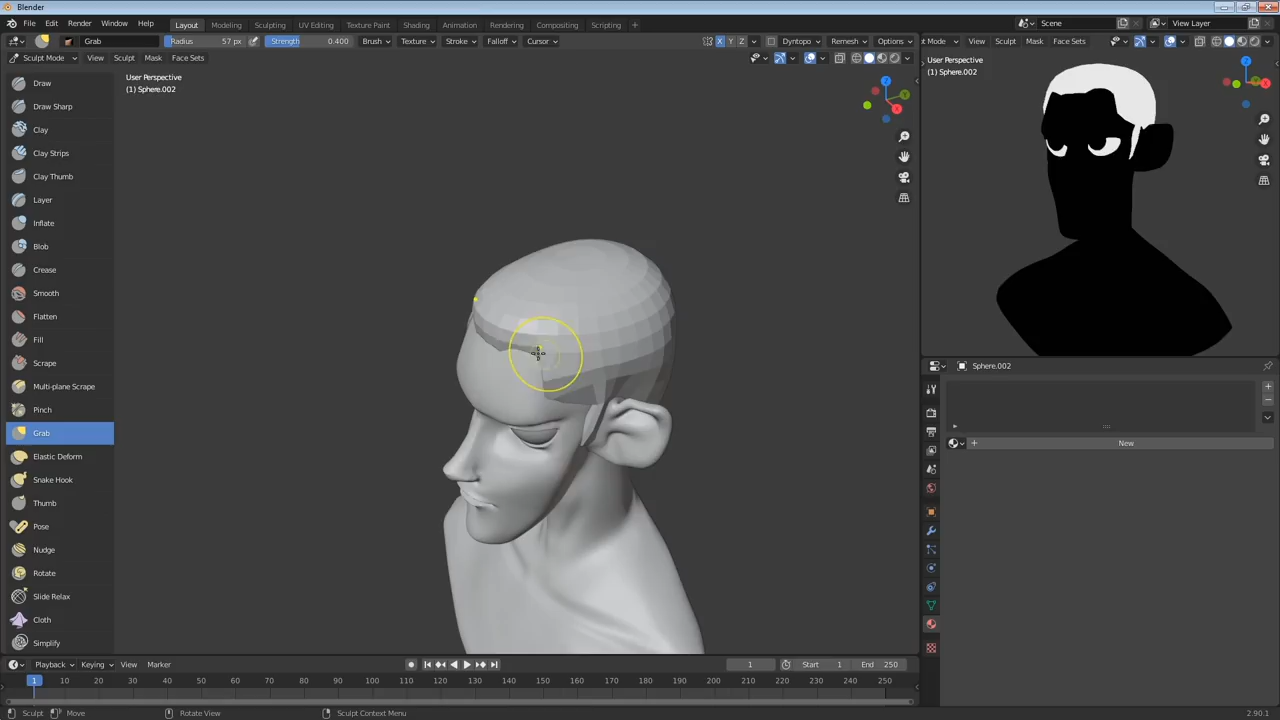 Blender
File Edit Render Window Help Layout Modeling Sculpting UV Editing Texture Paint Shading Animation Rendering Compositing Scripting + Scene View Layer
Grab Radius 57 px Strength 0.400 Brush Texture Stroke Falloff Cursor X Y Z Dyntopo Remesh Options t Mode View Sculpt Mask Face Sets
Sculpt Mode View Sculpt Mask Face Sets
User Perspective
(1) Sphere.002
User Perspective
(1) Sphere.002
Draw
Draw Sharp
Clay
Clay Strips
Clay Thumb
Layer
Inflate
Blob
Crease
Smooth
Flatten
Fill
Scrape
Multi-plane Scrape
Pinch
Grab
Elastic Deform
Snake Hook
Thumb
Pose
Nudge
Rotate
Slide Relax
Cloth
Simplify
Z
Y
X
Z
Y
X
Sphere.002
New
Playback Keying View Marker 1 Start 1 End 250
1 10 20 30 40 50 60 70 80 90 100 110 120 130 140 150 160 170 180 190 200 210 220 230 240 250
Sculpt Move Rotate View Sculpt Context Menu 2.90.1